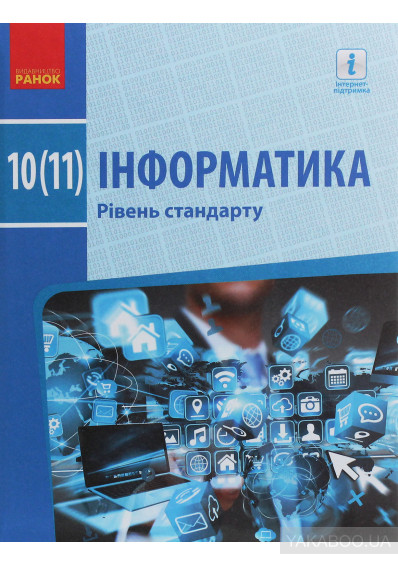 ВИДАВНИЦТВО
РАНОК
Інтернет-
підтримка
10(11)
ІНФОРМАТИКА
Рівень стандарту
YAKABOO.UA